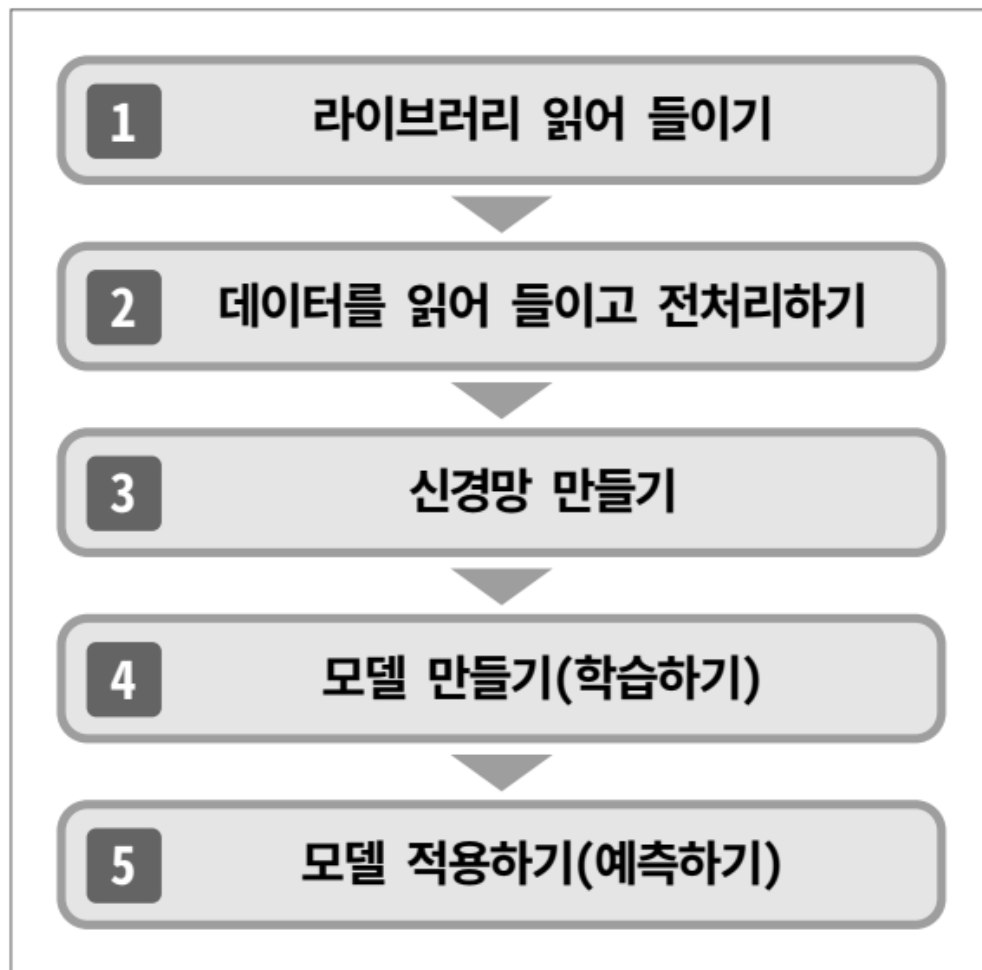 1 라이브러리 읽어 들이기
2 데이터를 읽어 들이고 전처리하기
3 신경망 만들기
4 모델 만들기(학습하기)
5 모델 적용하기(예측하기)